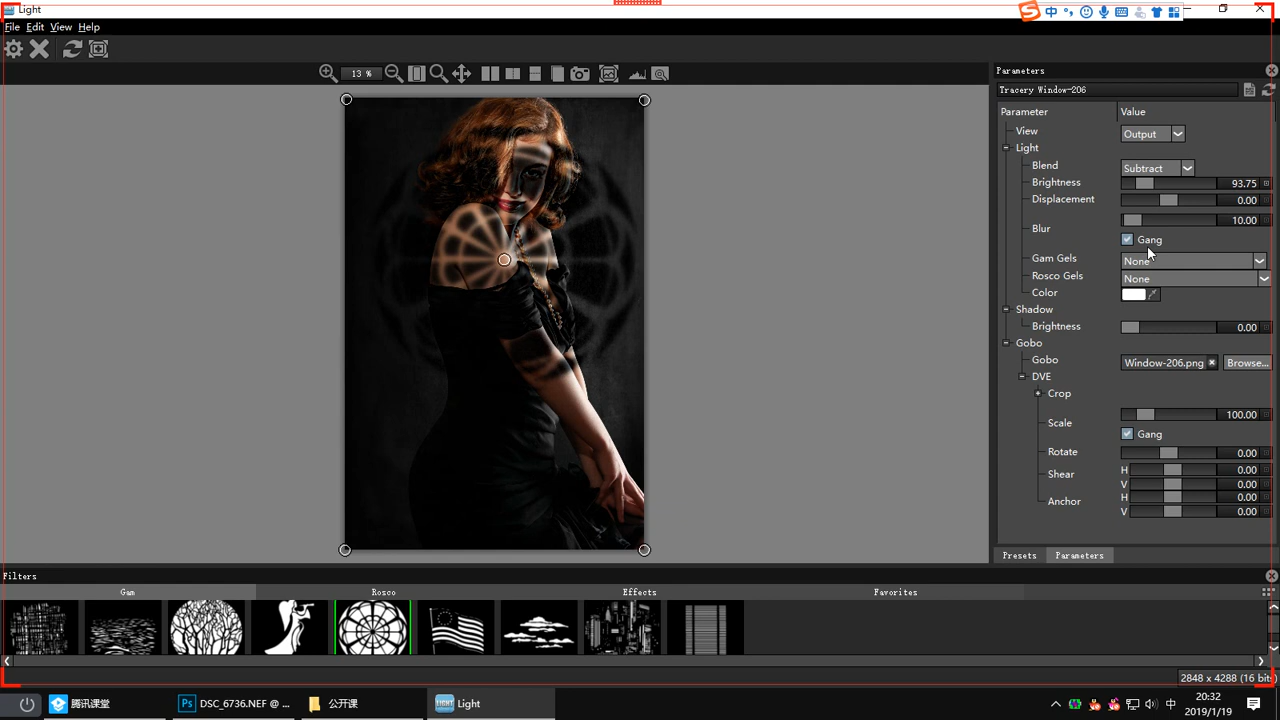 Light
中
File Edit View Help
13 %
Parameters
Tracery Window-206
Parameter Value
View Output
Light
Blend Subtract
Brightness 93.75
Displacement 0.00
10.00
Blur
Gang
Gam Gels None
Rosco Gels None
Color
Shadow
Brightness 0.00
Gobo
Gobo Window-206.png Browse...
DVE
Crop
100.00
Scale
Gang
Rotate 0.00
H 0.00
Shear
V 0.00
H 0.00
Anchor
V 0.00
Presets Parameters
Filters
Gam Rosco Effects Favorites
2848 x 4288 (16 bits)
腾讯课堂 Ps DSC_6736.NEF @ ... 公开课 LIGHT Light 中 20:32
2019/1/19